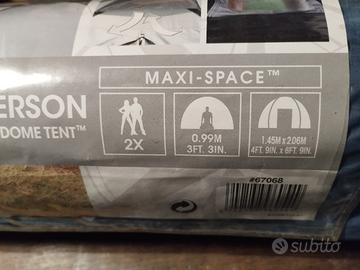 MAXI-SPACE™
ERSON
DOME TENT™
2X
0.99M
3FT. 3IN.
1.45M x 2.06M
4FT. 9IN. x 6FT. 9IN.
#67068
subito